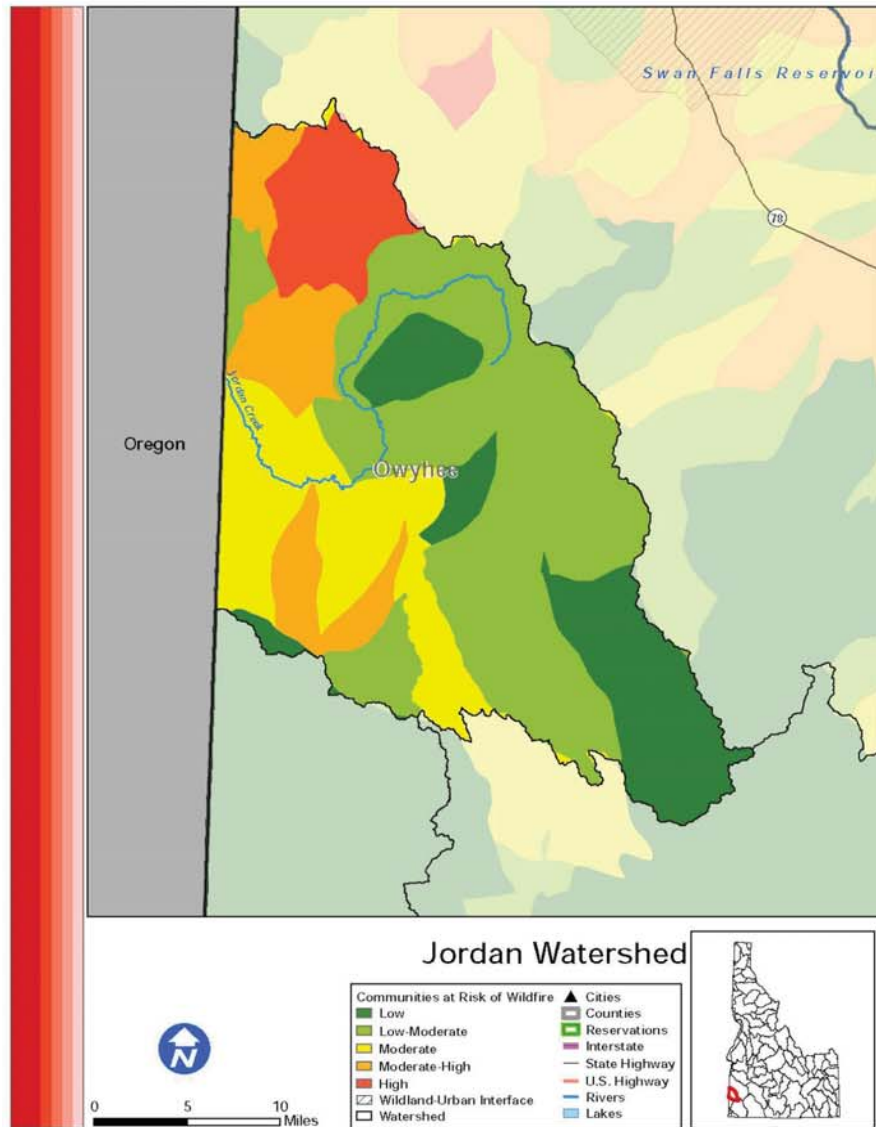 Swan Falls Reservoi
78
Jordan Creek
Oregon
Owyhee
Jordan Watershed
Communities at Risk of Wildfire
Low
Low-Moderate
Moderate
Moderate-High
High
Wildland-Urban Interface
Watershed
Cities
Counties
Reservations
Interstate
State Highway
U.S. Highway
Rivers
Lakes
N
0 5 10
Miles